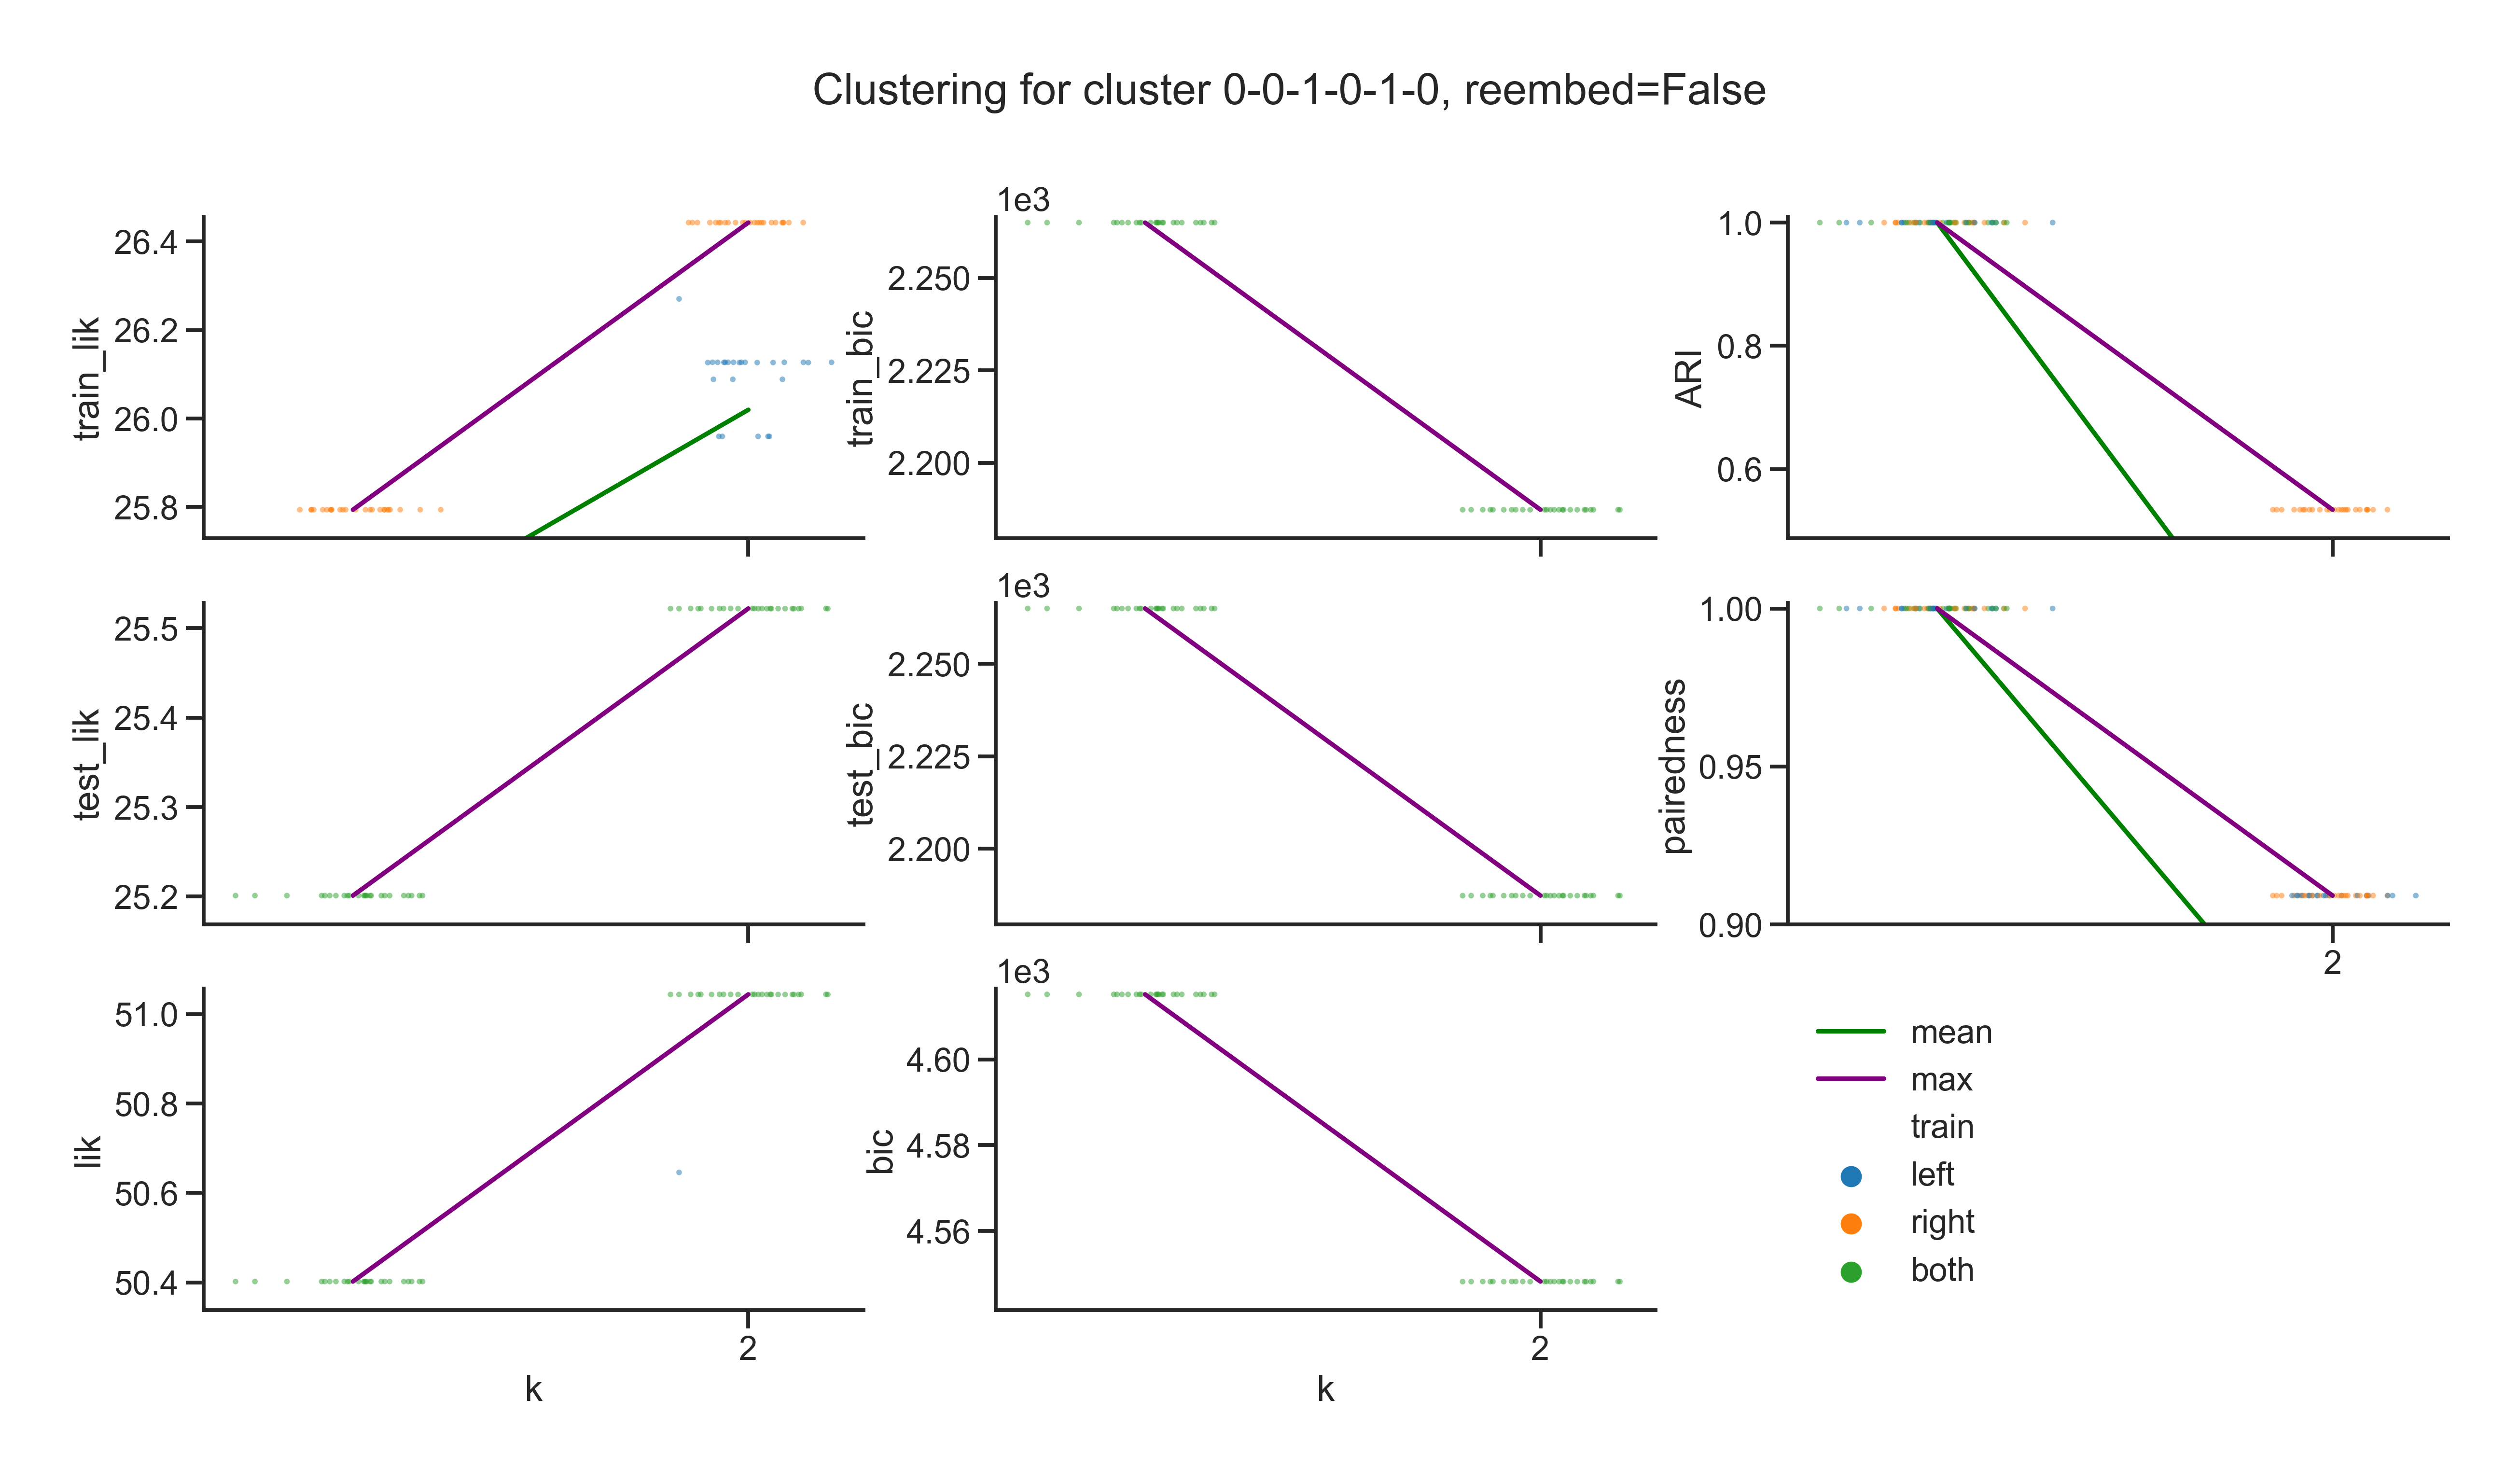 Clustering for cluster 0-0-1-0-1-0, reembed=False
train_lik
26.4
26.2
26.0
25.8
1e3
train_bic
2.250
2.225
2.200
ARI
1.0
0.8
0.6
test_lik
25.5
25.4
25.3
25.2
1e3
test_bic
2.250
2.225
2.200
pairedness
1.00
0.95
0.90
2
lik
51.0
50.8
50.6
50.4
2
k
1e3
bic
4.60
4.58
4.56
2
k
mean
max
train
left
right
both